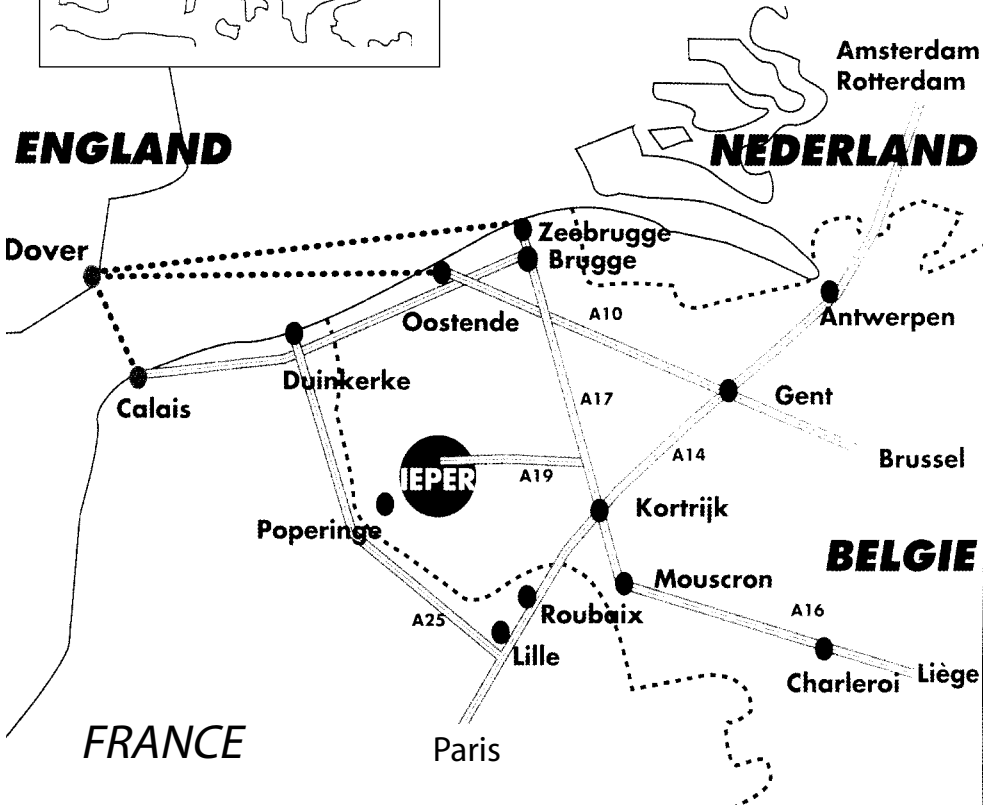 Amsterdam
Rotterdam
ENGLAND
NEDERLAND
Dover
Zeebrugge
Brugge
Oostende
A10
Antwerpen
Duinkerke
Calais
A17
Gent
A14
Brussel
IEPER
A19
Kortrijk
Poperinge
BELGIE
Mouscron
A16
A25
Roubaix
Lille
Charleroi
Liège
FRANCE
Paris